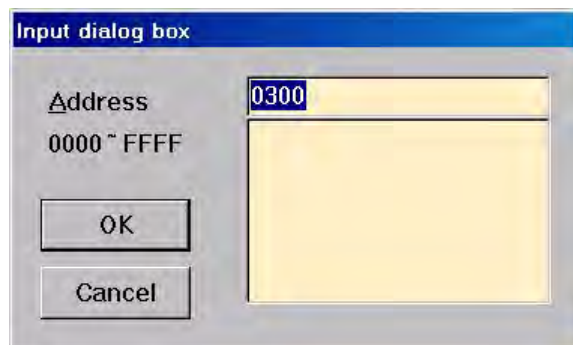 Input dialog box
Address
0300
0000 ~ FFFF
OK
Cancel